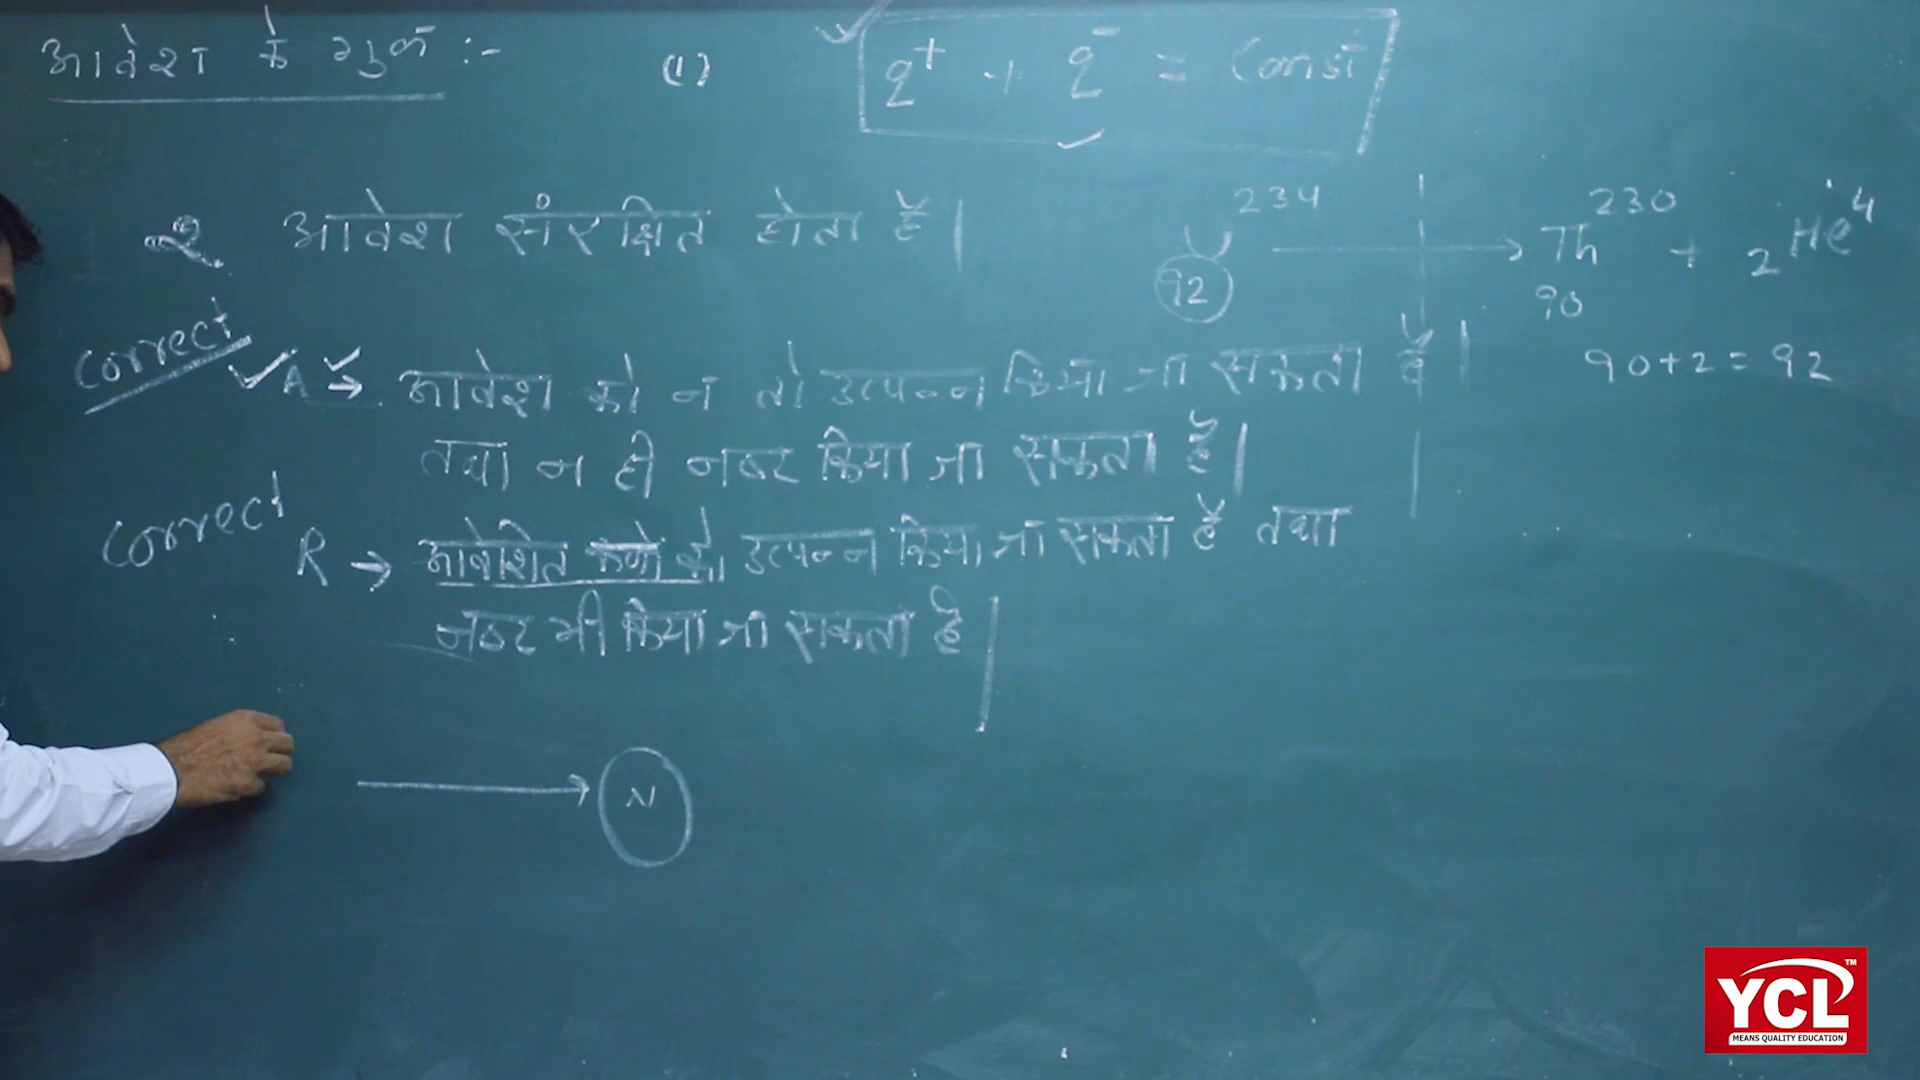 आवेश के गुण :-
(1) q⁺ + q⁻ = Const
2 आवेश संरक्षित होता है।
U 234 92 → Th 230 90 + 2He4
90+2=92
Correct A → आवेश को न तो उत्पन्न किया जा सकता है।
तथा न ही नष्ट किया जा सकता है।
Correct R → आवेशित कणो को उत्पन्न किया जा सकता है तथा
नष्ट भी किया जा सकता है।
→ N
YCL™
MEANS QUALITY EDUCATION